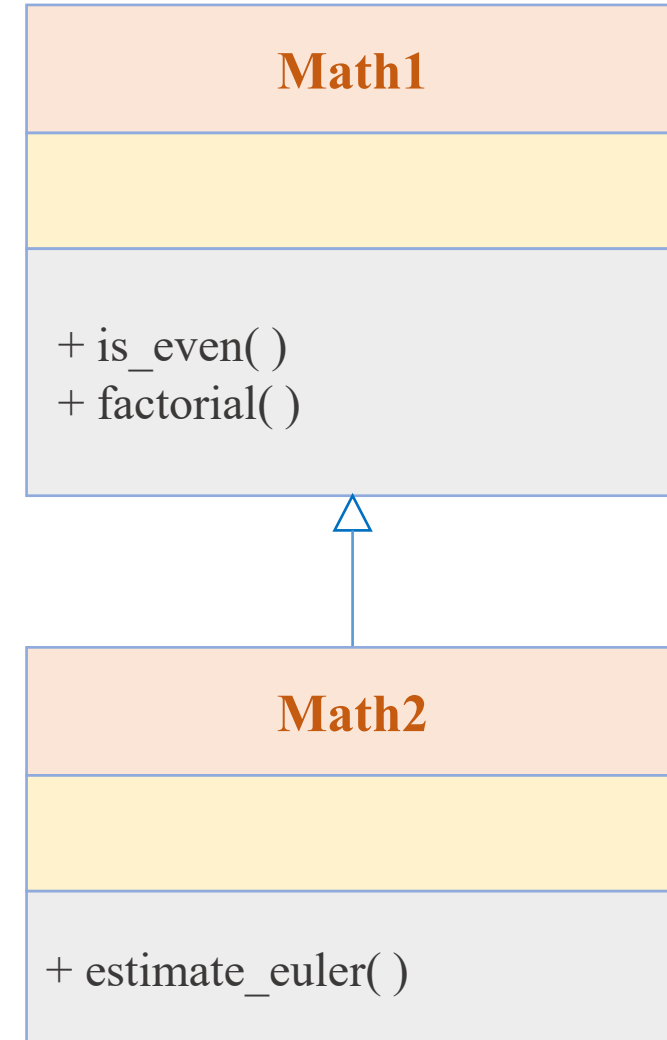 Math1
+ is_even( )
+ factorial( )
Math2
+ estimate_euler( )